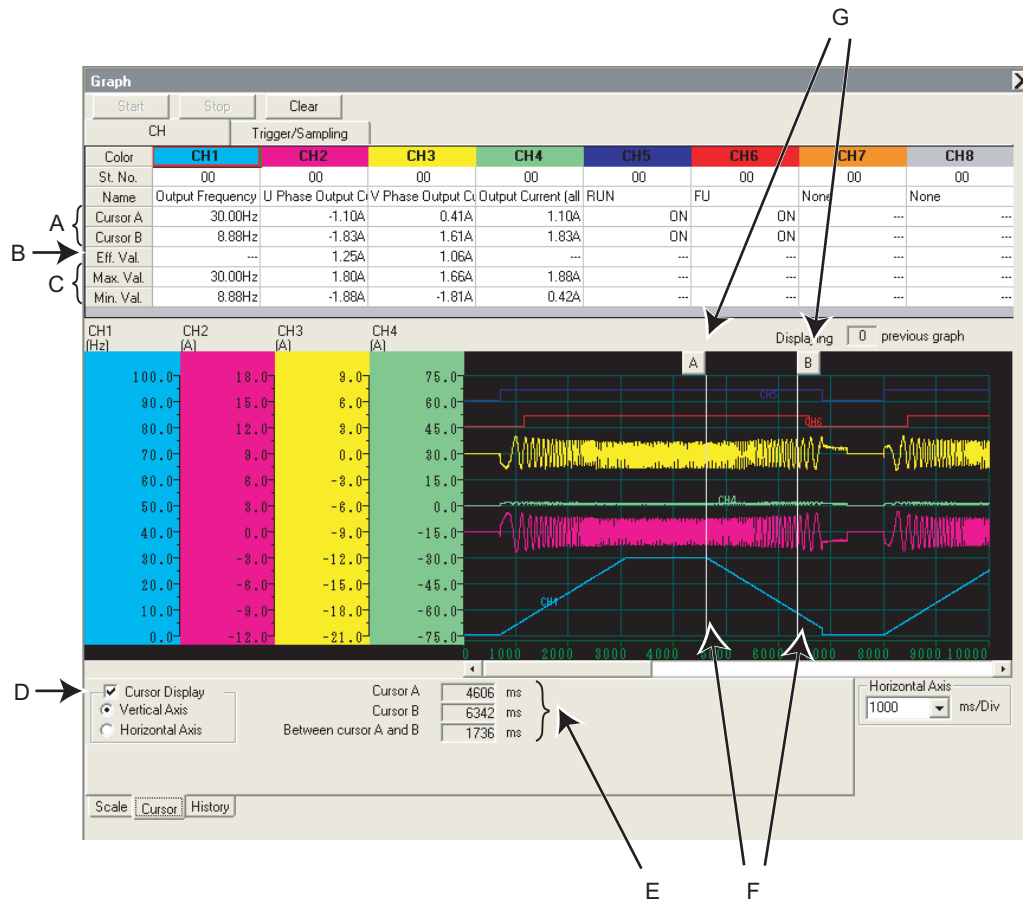 G
Graph
Start Stop Clear
CH Trigger/Sampling
Color CH1 CH2 CH3 CH4 CH5 CH6 CH7 CH8
St. No. 00 00 00 00 00 00 00 00
Name Output Frequency U Phase Output Cu V Phase Output Cu Output Current (all RUN FU None None
A
Cursor A 30.00Hz -1.10A 0.41A 1.10A ON ON --- ---
Cursor B 8.88Hz -1.83A 1.61A 1.83A ON ON --- ---
B
Eff. Val. --- 1.25A 1.06A --- --- --- --- ---
C
Max. Val. 30.00Hz 1.80A 1.66A 1.88A --- --- --- ---
Min. Val. 8.88Hz -1.88A -1.81A 0.42A --- --- --- ---
CH1 CH2 CH3 CH4
(Hz) (A) (A) (A)
Displaying 0 previous graph
A B
100.0 18.0 9.0 75.0
90.0 15.0 6.0 60.0
CH5
80.0 12.0 3.0 45.0
CH6
70.0 9.0 0.0 30.0
60.0 6.0 -3.0 15.0
50.0 3.0 -6.0 0.0
CH4
40.0 0.0 -9.0 -15.0
30.0 -3.0 -12.0 -30.0
20.0 -6.0 -15.0 -45.0
CH1
10.0 -9.0 -18.0 -60.0
0.0 -12.0 -21.0 -75.0
0 1000 2000 3000 4000 5000 6000 7000 8000 9000 10000
D
Cursor Display
Vertical Axis
Horizontal Axis
Cursor A 4606 ms
Cursor B 6342 ms
Between cursor A and B 1736 ms
Horizontal Axis
1000 ms/Div
Scale Cursor History
E F